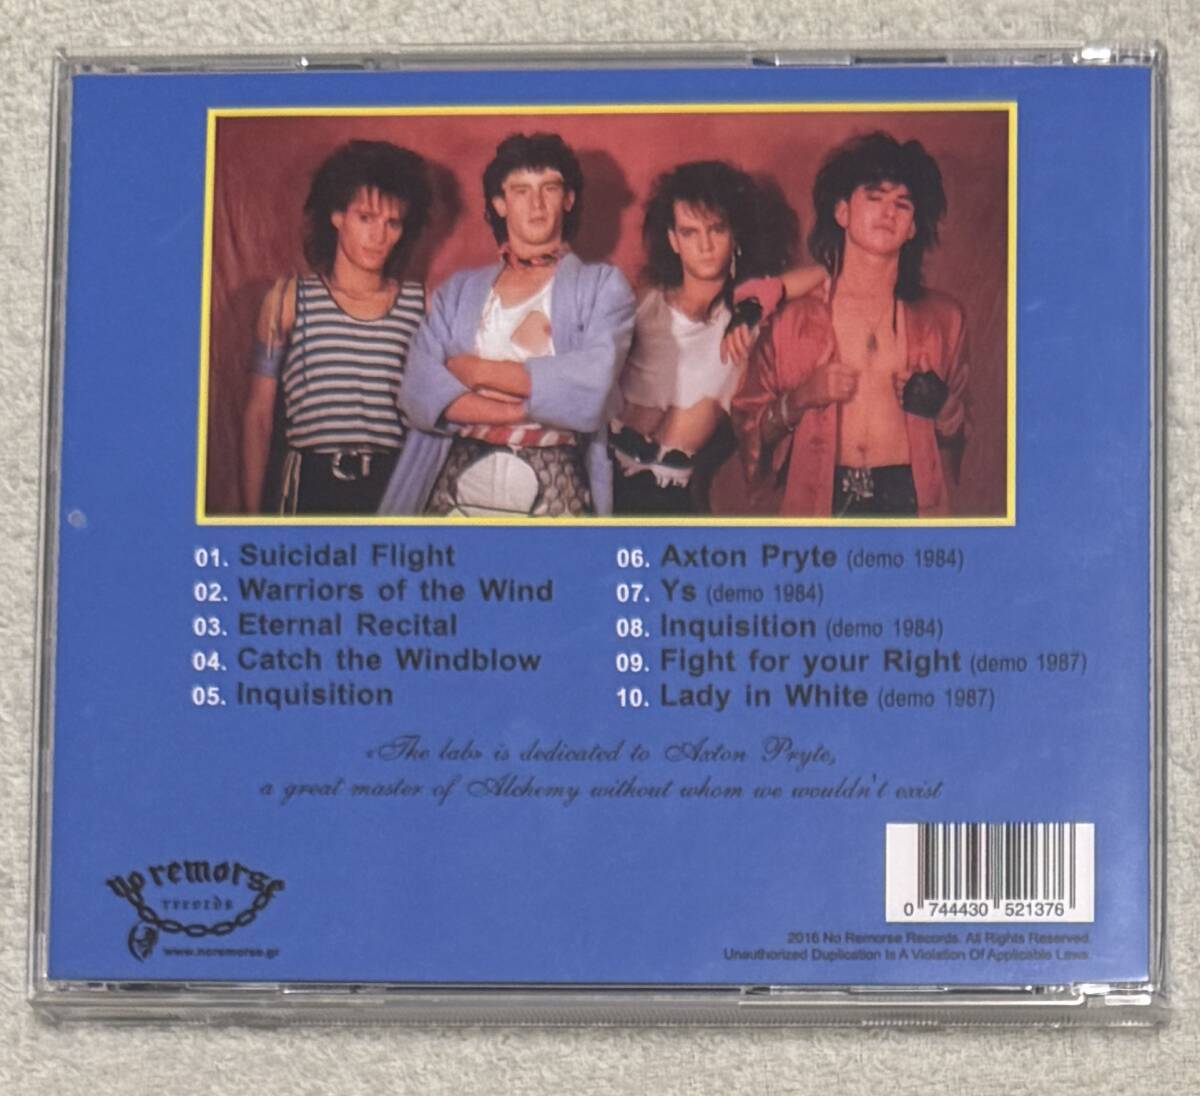 01. Suicidal Flight
02. Warriors of the Wind
03. Eternal Recital
04. Catch the Windblow
05. Inquisition
06. Axton Pryte (demo 1984)
07. Ys (demo 1984)
08. Inquisition (demo 1984)
09. Fight for your Right (demo 1987)
10. Lady in White (demo 1987)
«The lab» is dedicated to Axton Pryte,
a great master of Alchemy without whom we wouldn't exist
no remorse
records
www.noremorse.gr
0 744430 521376
2016 No Remorse Records. All Rights Reserved.
Unauthorized Duplication Is A Violation Of Applicable Laws.